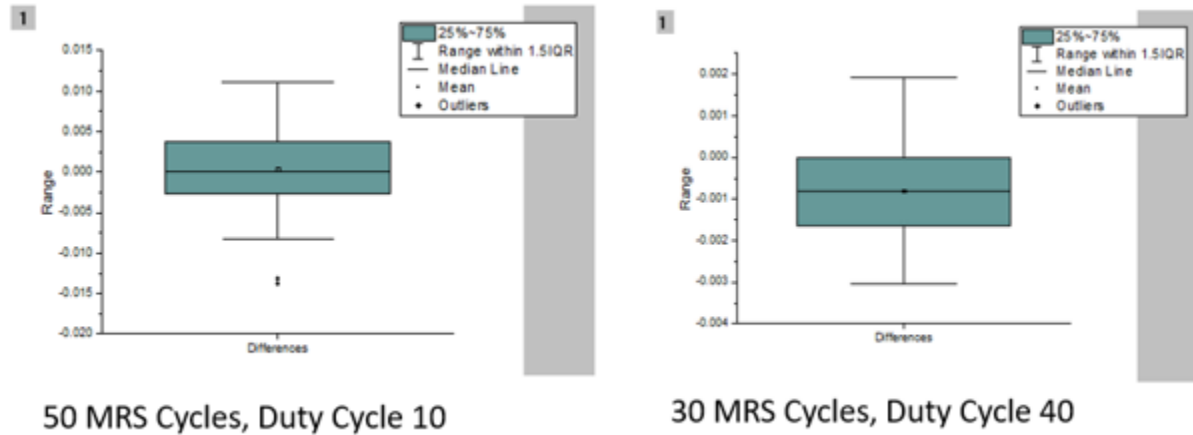 1
25%~75%
Range within 1.5IQR
Median Line
Mean
Outliers
0.015
0.010
0.005
0.000
-0.005
-0.010
-0.015
-0.020
Range
Differences
50 MRS Cycles, Duty Cycle 10
1
25%~75%
Range within 1.5IQR
Median Line
Mean
Outliers
0.002
0.001
0.000
-0.001
-0.002
-0.003
-0.004
Range
Differences
30 MRS Cycles, Duty Cycle 40